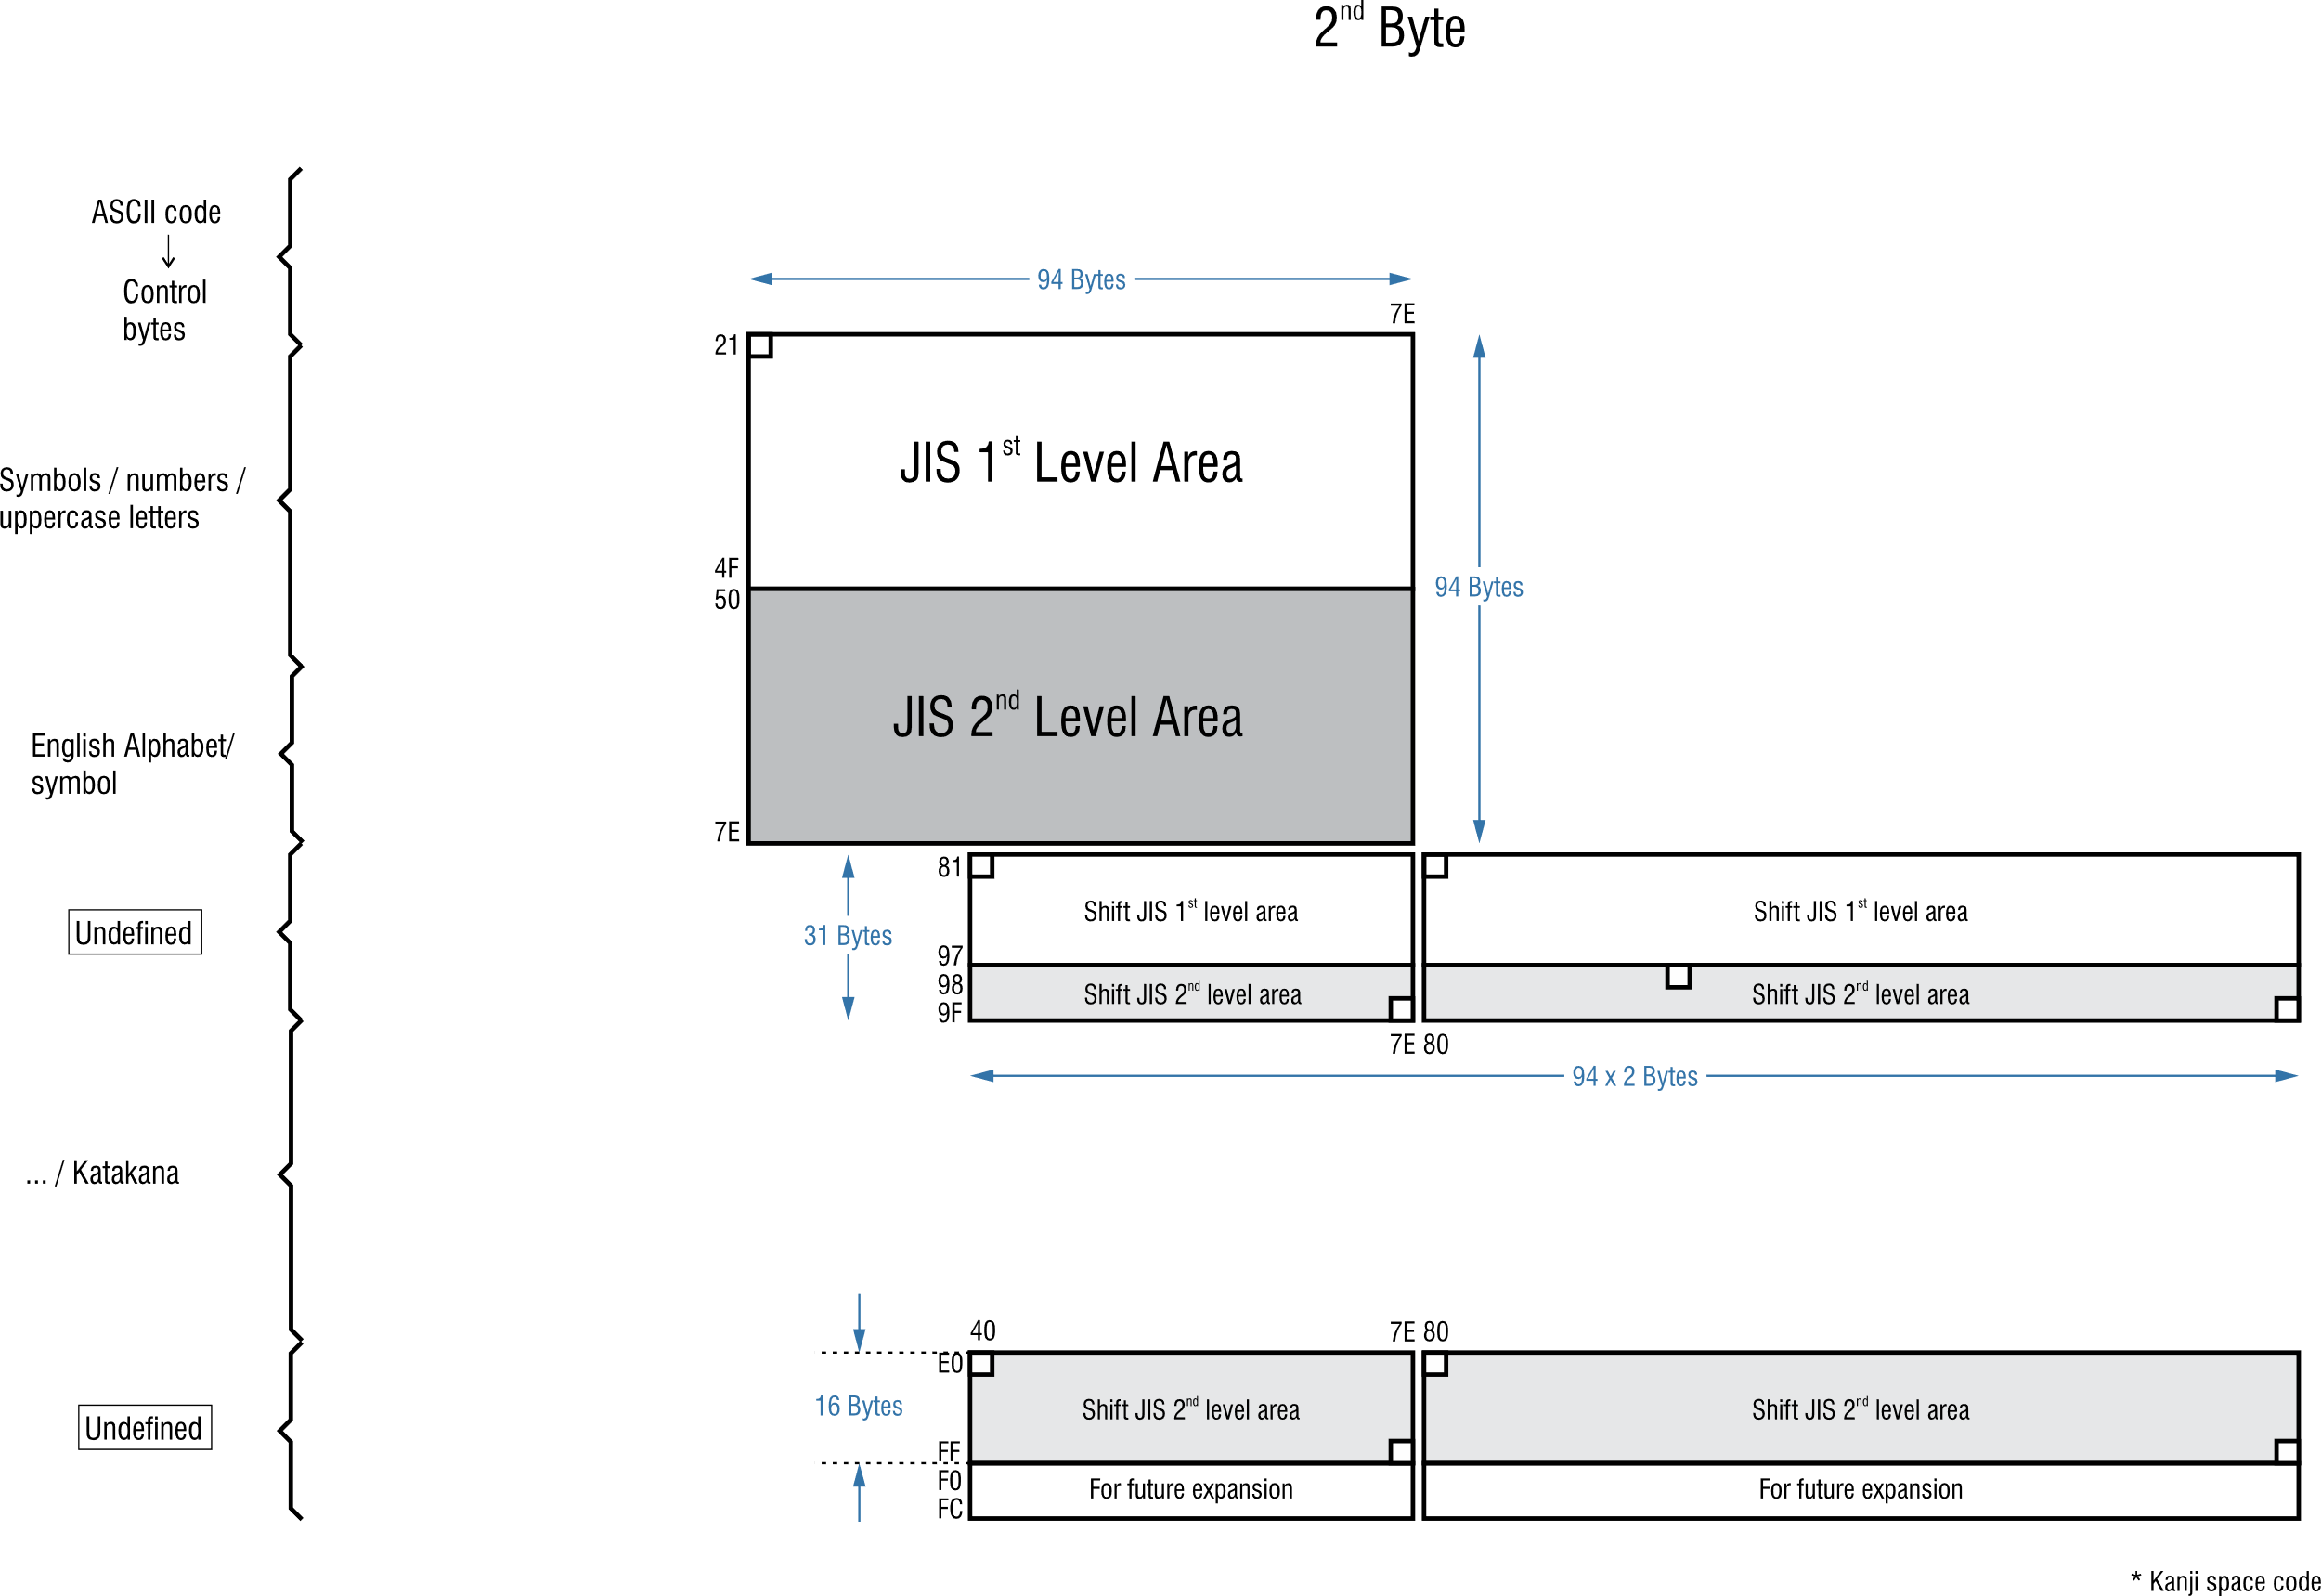 2nd Byte
ASCII code
Control
bytes
Symbols / numbers /
uppercase letters
English Alphabet/
symbol
Undefined
... / Katakana
Undefined
94 Bytes
7E
21
JIS 1st Level Area
4F
50
94 Bytes
JIS 2nd Level Area
7E
81
Shift JIS 1st level area
Shift JIS 1st level area
31 Bytes
97
98
Shift JIS 2nd level area
Shift JIS 2nd level area
9F
7E 80
94 x 2 Bytes
40
7E 80
E0
16 Bytes
Shift JIS 2nd level area
Shift JIS 2nd level area
FF
F0
For future expansion
For future expansion
FC
* Kanji space code